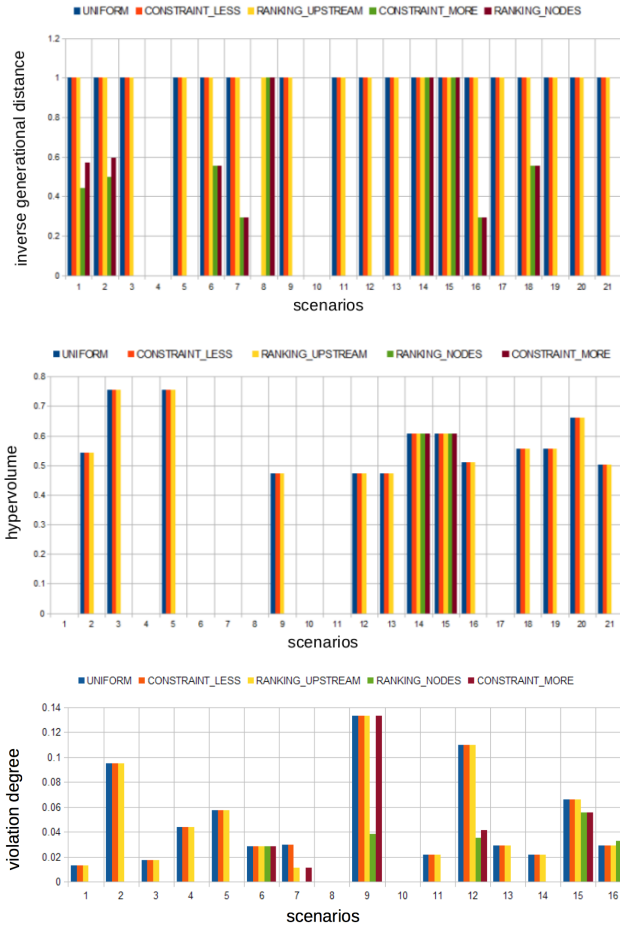 UNIFORM CONSTRAINT_LESS RANKING_UPSTREAM CONSTRAINT_MORE RANKING_NODES
1.2
1
0.8
0.6
0.4
0.2
0
inverse generational distance
1 2 3 4 5 6 7 8 9 10 11 12 13 14 15 16 17 18 19 20 21
scenarios
UNIFORM CONSTRAINT_LESS RANKING_UPSTREAM RANKING_NODES CONSTRAINT_MORE
0.8
0.7
0.6
0.5
0.4
0.3
0.2
0.1
0
hypervolume
1 2 3 4 5 6 7 8 9 10 11 12 13 14 15 16 17 18 19 20 21
scenarios
UNIFORM CONSTRAINT_LESS RANKING_UPSTREAM RANKING_NODES CONSTRAINT_MORE
0.14
0.12
0.1
0.08
0.06
0.04
0.02
0
violation degree
1 2 3 4 5 6 7 8 9 10 11 12 13 14 15 16
scenarios